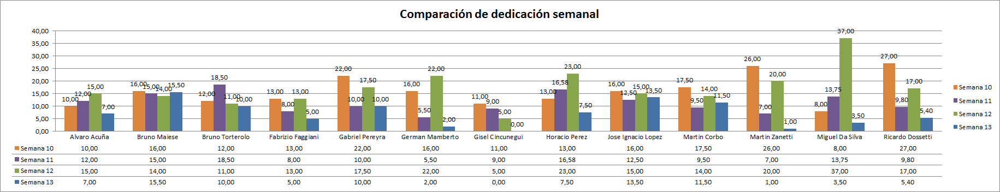 Comparación de dedicación semanal
40,00
35,00
30,00
25,00
20,00
15,00
10,00
5,00
0,00
10,00 12,00 15,00 7,00
16,00 15,00 14,00 15,50
12,00 18,50 11,00 10,00
13,00 8,00 13,00 5,00
22,00 10,00 17,50 10,00
16,00 5,50 22,00 2,00
11,00 9,00 5,00 0,00
13,00 16,58 23,00 7,50
16,00 12,50 15,00 13,50
17,50 9,50 14,00 11,50
26,00 7,00 20,00 1,00
8,00 13,75 37,00 3,50
27,00 9,80 17,00 5,40
Semana 10
Semana 11
Semana 12
Semana 13
Alvaro Acuña Bruno Maiese Bruno Torterolo Fabrizio Faggiani Gabriel Pereyra German Mamberto Gisel Cincunegui Horacio Perez Jose Ignacio Lopez Martin Corbo Martin Zanetti Miguel Da Silva Ricardo Dossetti
Semana 10 10,00 16,00 12,00 13,00 22,00 16,00 11,00 13,00 16,00 17,50 26,00 8,00 27,00
Semana 11 12,00 15,00 18,50 8,00 10,00 5,50 9,00 16,58 12,50 9,50 7,00 13,75 9,80
Semana 12 15,00 14,00 11,00 13,00 17,50 22,00 5,00 23,00 15,00 14,00 20,00 37,00 17,00
Semana 13 7,00 15,50 10,00 5,00 10,00 2,00 0,00 7,50 13,50 11,50 1,00 3,50 5,40